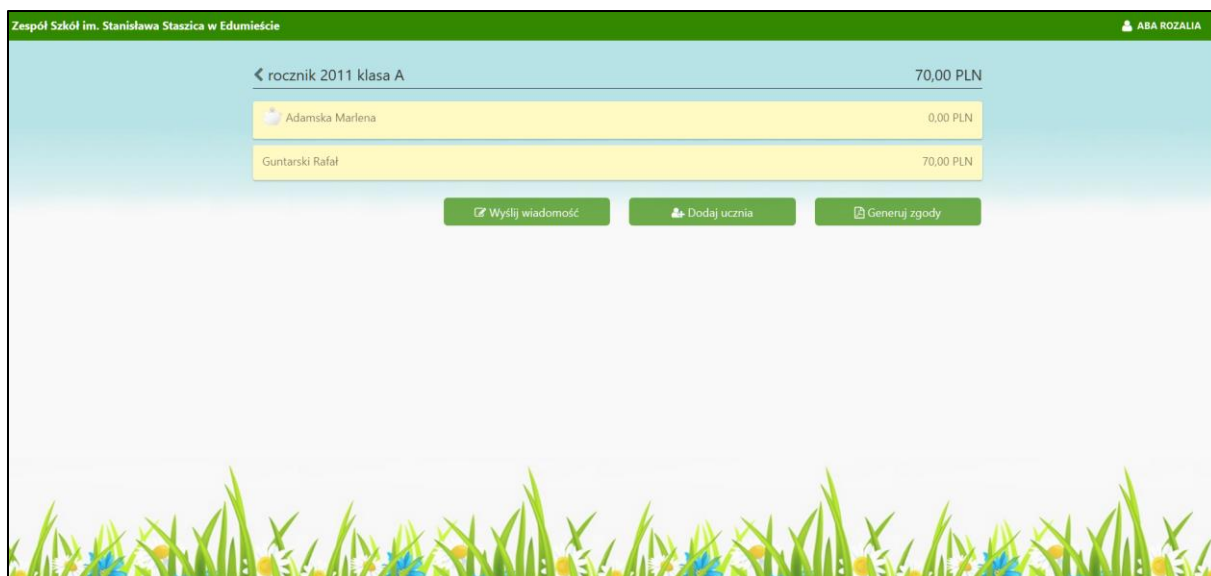 Zespół Szkół im. Stanisława Staszica w Edumieście ABA ROZALIA
rocznik 2011 klasa A 70,00 PLN
Adamska Marlena 0,00 PLN
Guntarski Rafał 70,00 PLN
Wyślij wiadomość Dodaj ucznia Generuj zgody